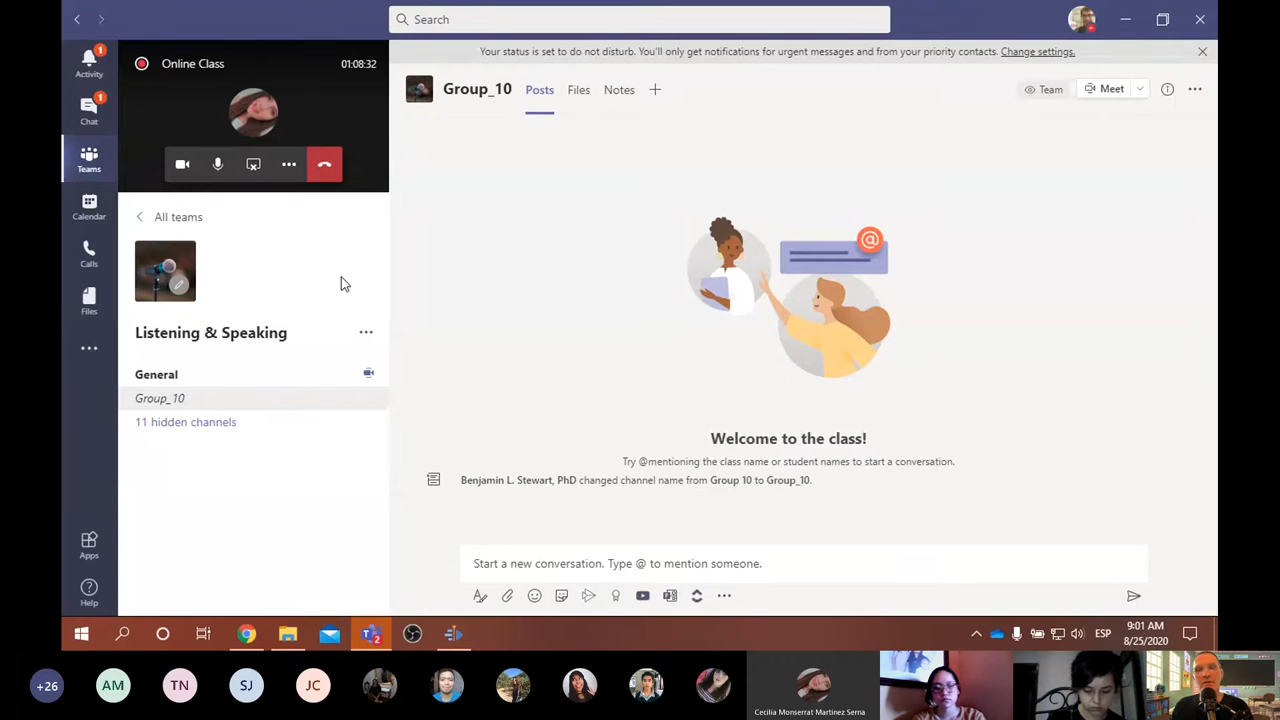 Search
Your status is set to do not disturb. You'll only get notifications for urgent messages and from your priority contacts. Change settings.
1
Activity
1
Chat
Teams
Calendar
Calls
Files
Apps
Help
Online Class
01:08:32
All teams
Listening & Speaking
General
Group_10
11 hidden channels
Group_10
Posts
Files
Notes
Team
Meet
@
Welcome to the class!
Try @mentioning the class name or student names to start a conversation.
Benjamin L. Stewart, PhD changed channel name from Group 10 to Group_10.
Start a new conversation. Type @ to mention someone.
2
ESP
9:01 AM
8/25/2020
+26
AM
TN
SJ
JC
Cecilia Monserrat Martinez Serna